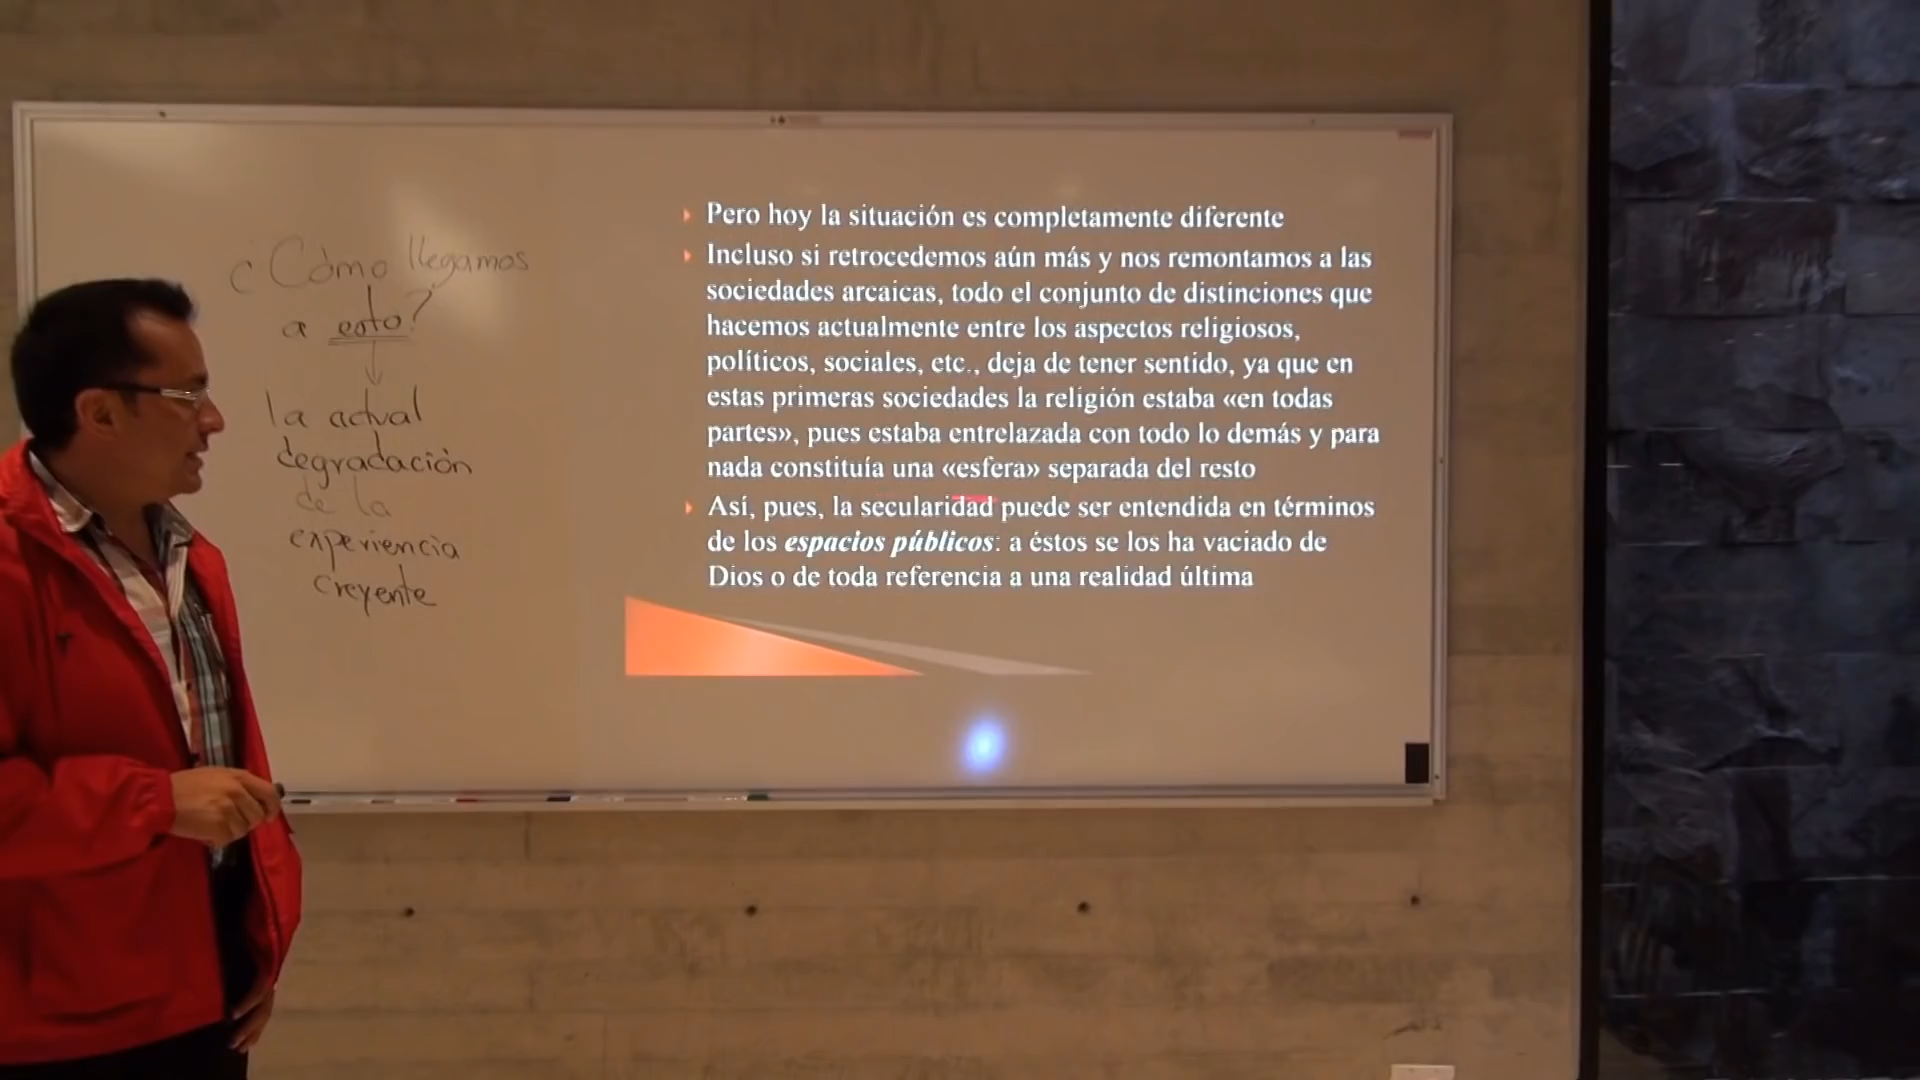 ¿Cómo llegamos
a esto?
la actual
degradación
de la
experiencia
creyente
Pero hoy la situación es completamente diferente
Incluso si retrocedemos aún más y nos remontamos a las
sociedades arcaicas, todo el conjunto de distinciones que
hacemos actualmente entre los aspectos religiosos,
políticos, sociales, etc., deja de tener sentido, ya que en
estas primeras sociedades la religión estaba «en todas
partes», pues estaba entrelazada con todo lo demás y para
nada constituía una «esfera» separada del resto
Así, pues, la secularidad puede ser entendida en términos
de los espacios públicos: a éstos se los ha vaciado de
Dios o de toda referencia a una realidad última